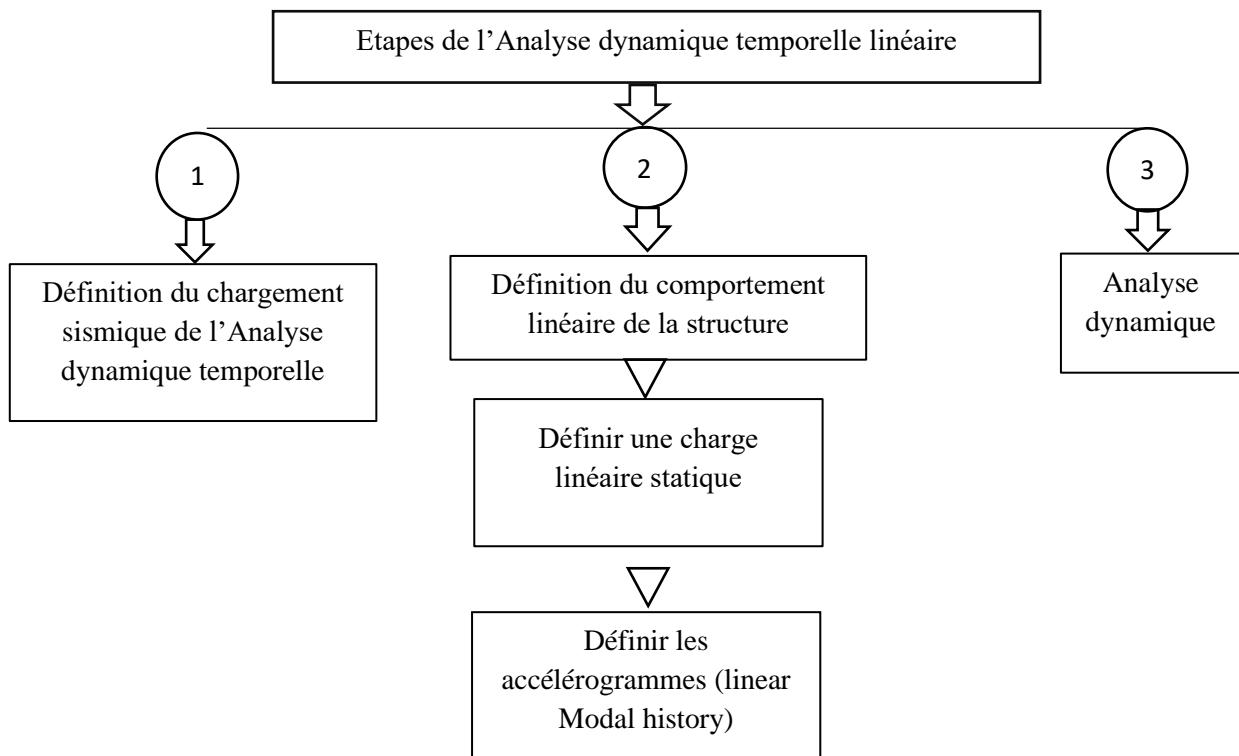 Etapes de l’Analyse dynamique temporelle linéaire
1
2
3
Définition du chargement
sismique de l’Analyse
dynamique temporelle
Définition du comportement
linéaire de la structure
Analyse
dynamique
Définir une charge
linéaire statique
Définir les
accélérogrammes (linear
Modal history)